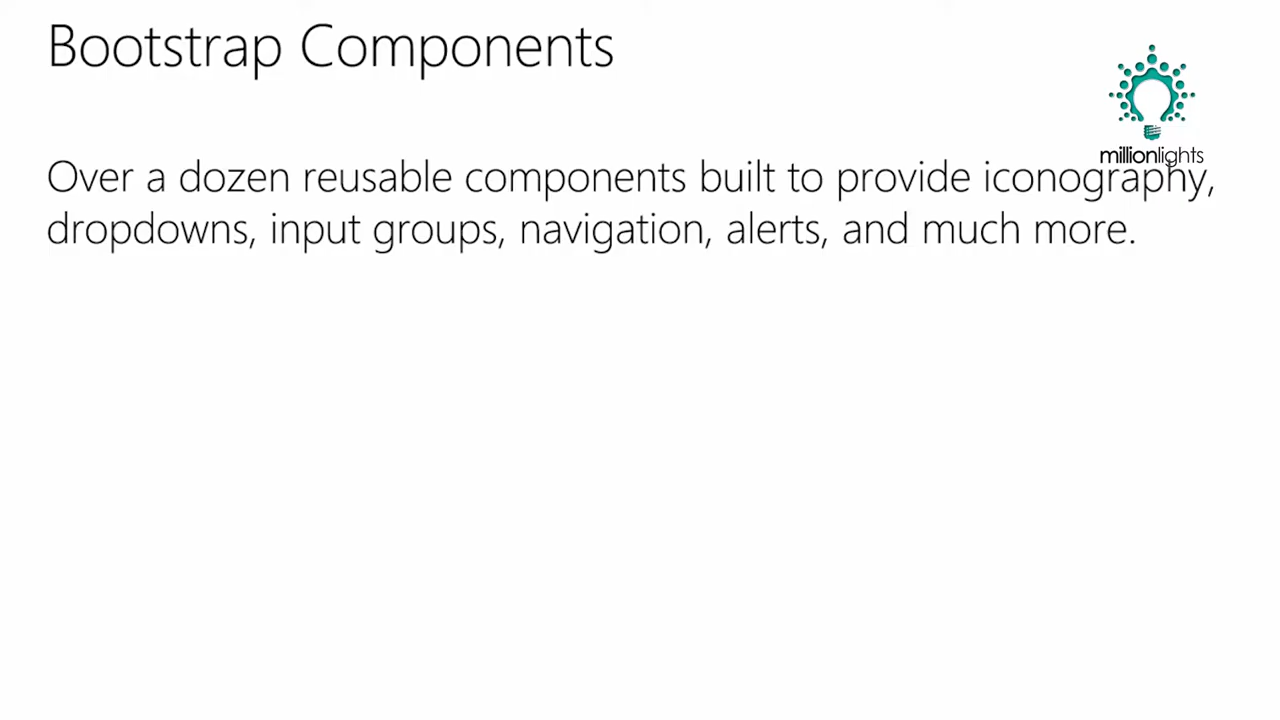 Bootstrap Components
millionlights
Over a dozen reusable components built to provide iconography,
dropdowns, input groups, navigation, alerts, and much more.